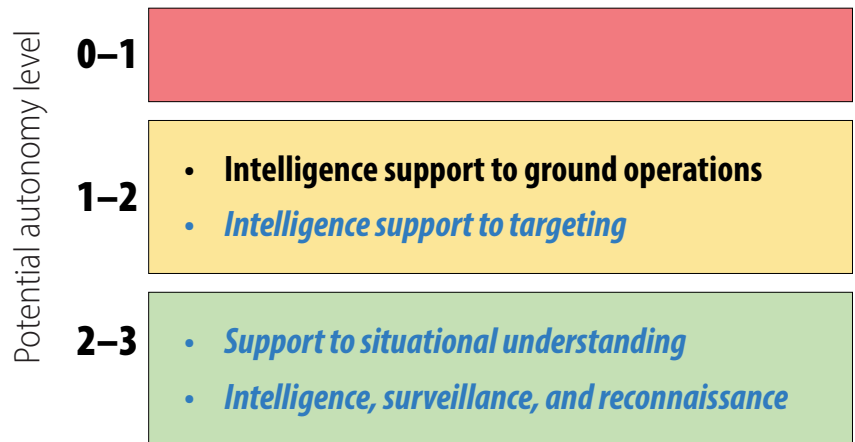 Potential autonomy level
0–1
1–2
• Intelligence support to ground operations
• Intelligence support to targeting
2–3
• Support to situational understanding
• Intelligence, surveillance, and reconnaissance